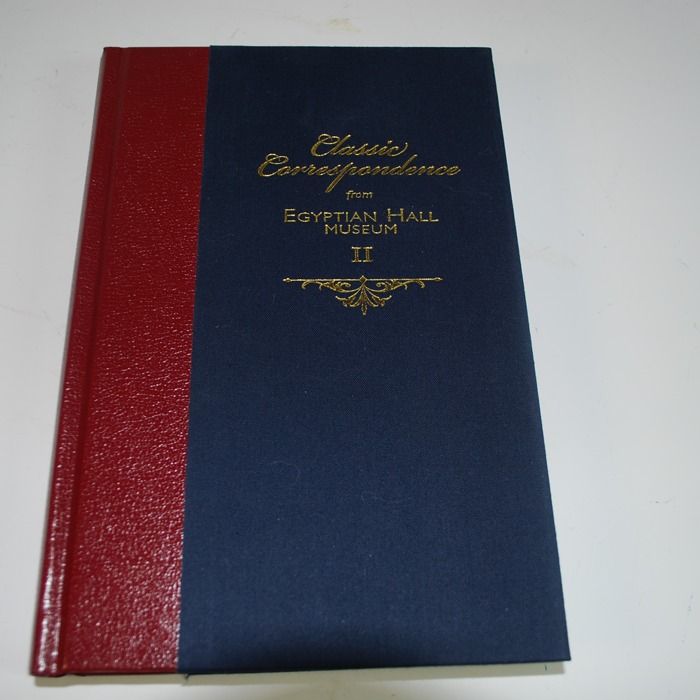 Classic
Correspondence
from
EGYPTIAN HALL
MUSEUM
II